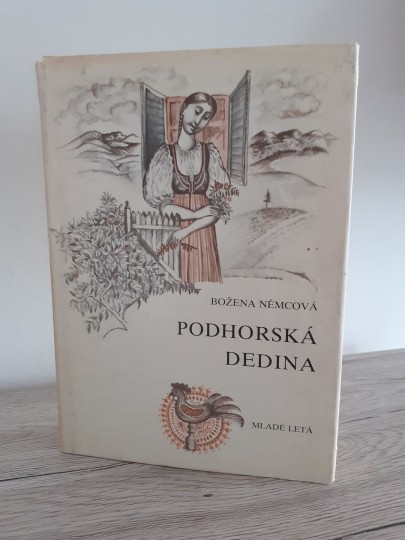 BOŽENA NĚMCOVÁ
PODHORSKÁ
DEDINA
MLADÉ LETÁ